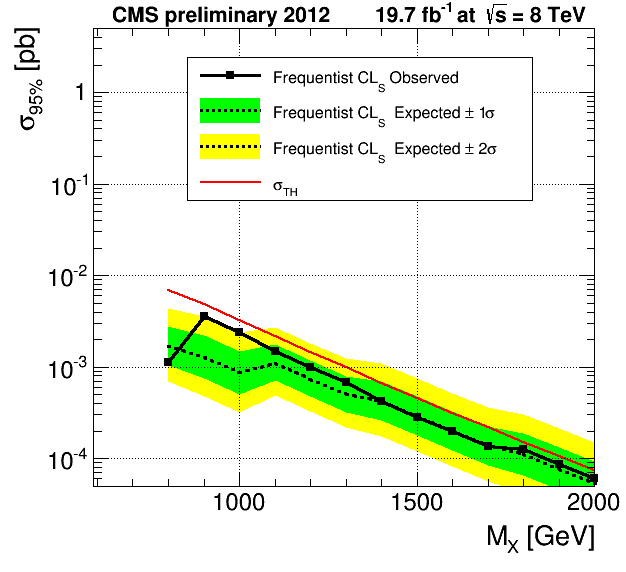 CMS preliminary 2012 19.7 fb⁻¹ at √s = 8 TeV
σ95% [pb]
Frequentist CLS Observed
Frequentist CLS Expected ± 1σ
Frequentist CLS Expected ± 2σ
σTH
1
10⁻¹
10⁻²
10⁻³
10⁻⁴
1000 1500 2000
MX [GeV]